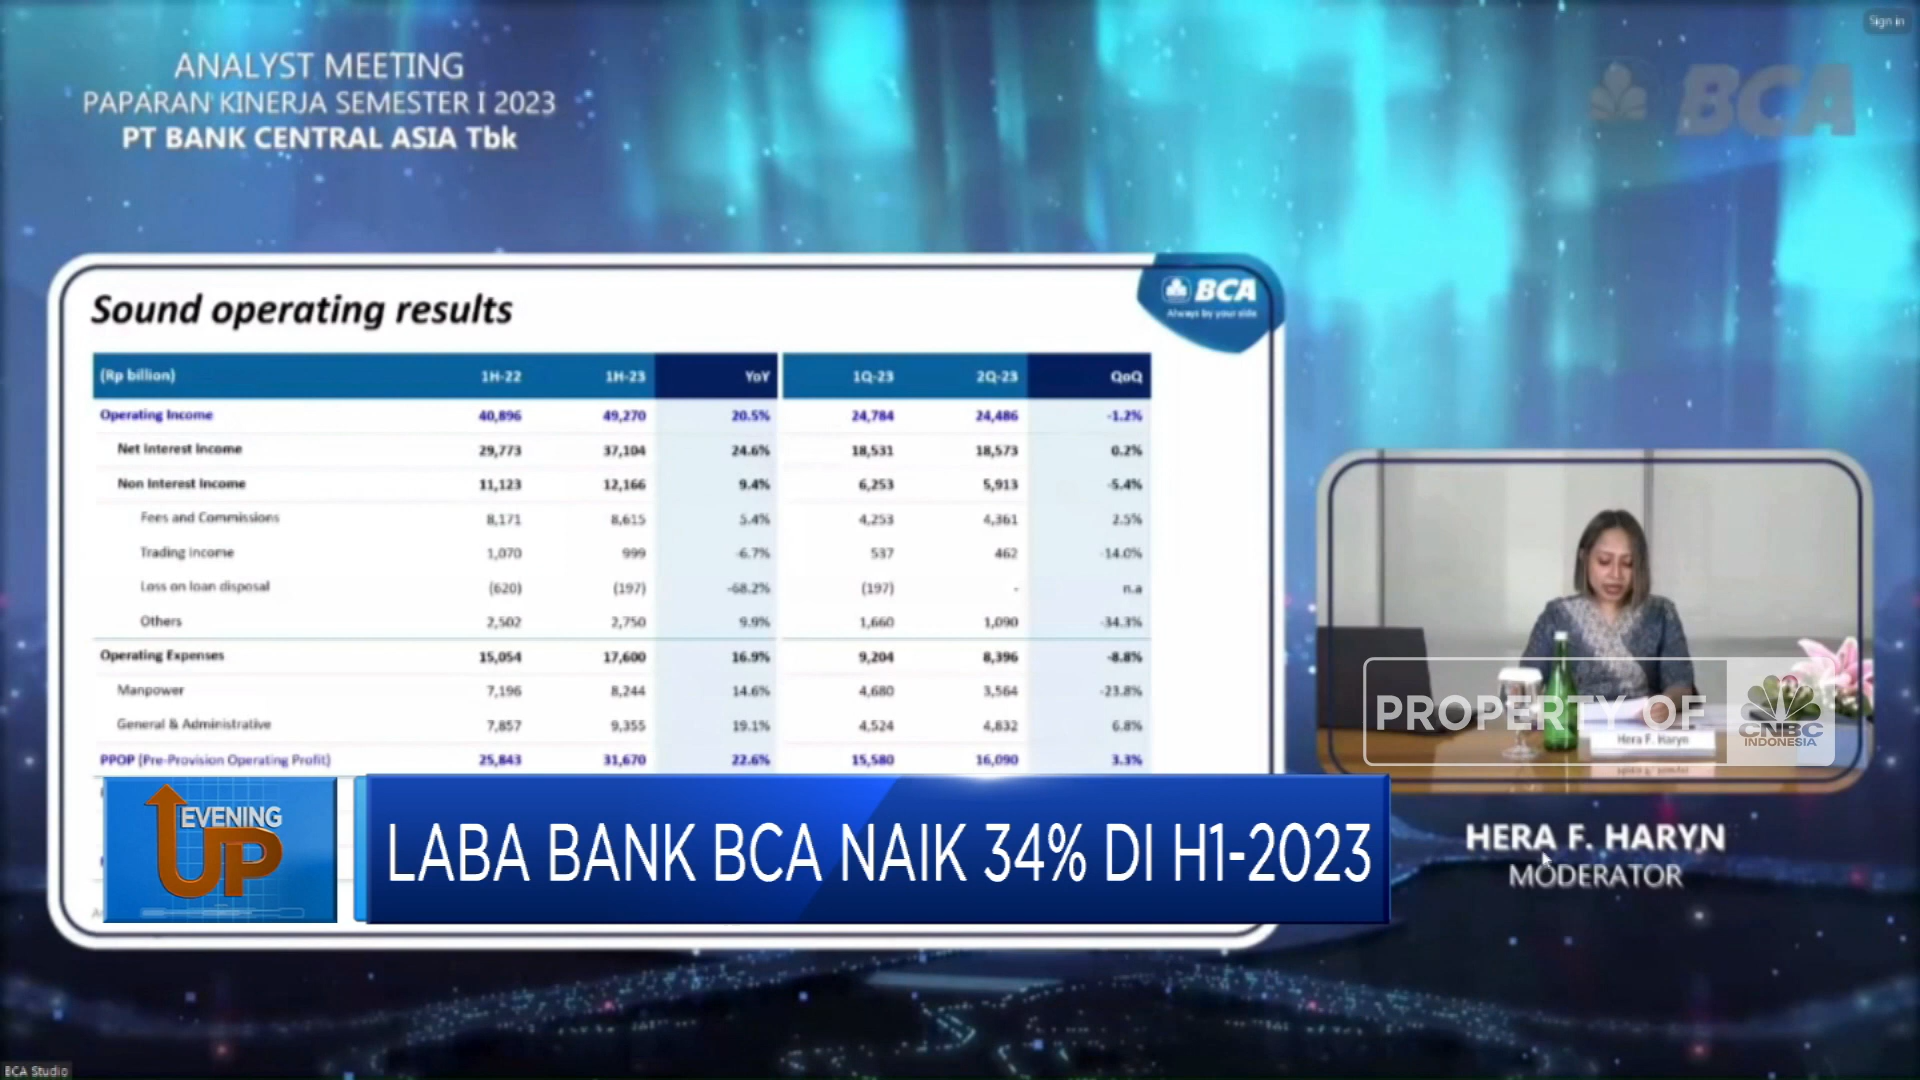 Sign in
ANALYST MEETING
PAPARAN KINERJA SEMESTER I 2023
PT BANK CENTRAL ASIA Tbk
BCA
Sound operating results
BCA
Always by your side
(Rp billion) 1H-22 1H-23 YoY 1Q-23 2Q-23 QoQ
Operating Income 40,896 49,270 20.5% 24,784 24,486 -1.2%
Net Interest Income 29,773 37,104 24.6% 18,531 18,573 0.2%
Non Interest Income 11,123 12,166 9.4% 6,253 5,913 -5.4%
Fees and Commissions 8,171 8,615 5.4% 4,253 4,361 2.5%
Trading Income 1,070 999 -6.7% 537 462 -14.0%
Loss on loan disposal (620) (197) -68.2% (197) - n.a
Others 2,502 2,750 9.9% 1,660 1,090 -34.3%
Operating Expenses 15,054 17,600 16.9% 9,204 8,396 -8.8%
Manpower 7,196 8,244 14.6% 4,680 3,564 -23.8%
General & Administrative 7,857 9,355 19.1% 4,524 4,832 6.8%
PPOP (Pre-Provision Operating Profit) 25,843 31,670 22.6% 15,580 16,090 3.3%
PROPERTY OF
CNBC
INDONESIA
Hera F. Haryn
EVENING
UP
LABA BANK BCA NAIK 34% DI H1-2023
HERA F. HARYN
MODERATOR
BCA Studio